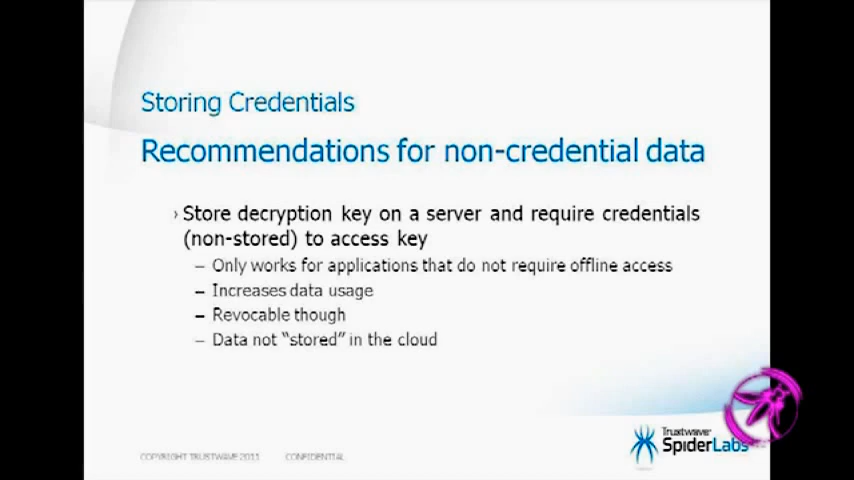 Storing Credentials
Recommendations for non-credential data
› Store decryption key on a server and require credentials
(non-stored) to access key
– Only works for applications that do not require offline access
– Increases data usage
– Revocable though
– Data not “stored” in the cloud
Trustwave®
SpiderLabs
COPYRIGHT TRUSTWAVE 2011 CONFIDENTIAL